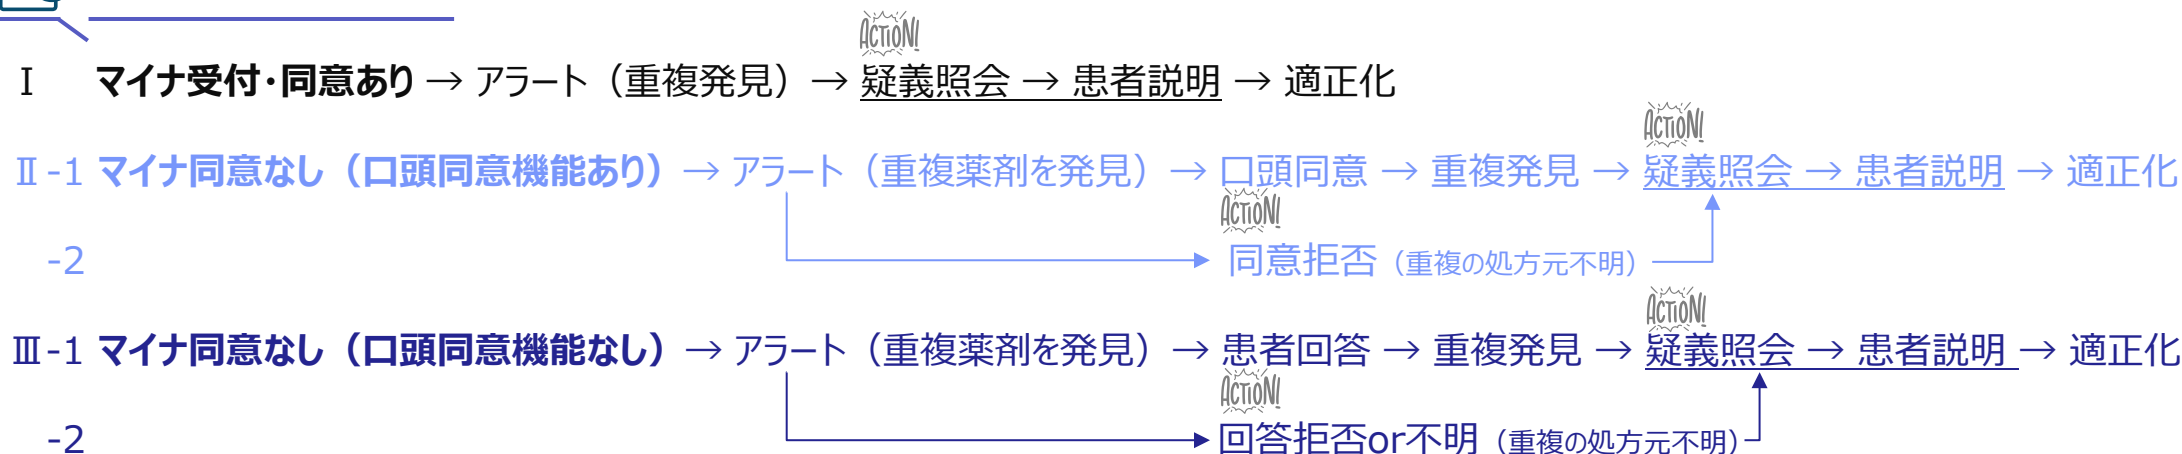 ACTION!
Ⅰ マイナ受付・同意あり → アラート（重複発見）→ 疑義照会 → 患者説明 → 適正化
ACTION!
Ⅱ-1 マイナ同意なし（口頭同意機能あり）→ アラート（重複薬剤を発見）→ 口頭同意 → 重複発見 → 疑義照会 → 患者説明 → 適正化
ACTION!
-2 同意拒否（重複の処方元不明）
ACTION!
Ⅲ-1 マイナ同意なし（口頭同意機能なし）→ アラート（重複薬剤を発見）→ 患者回答 → 重複発見 → 疑義照会 → 患者説明 → 適正化
ACTION!
-2 回答拒否or不明（重複の処方元不明）